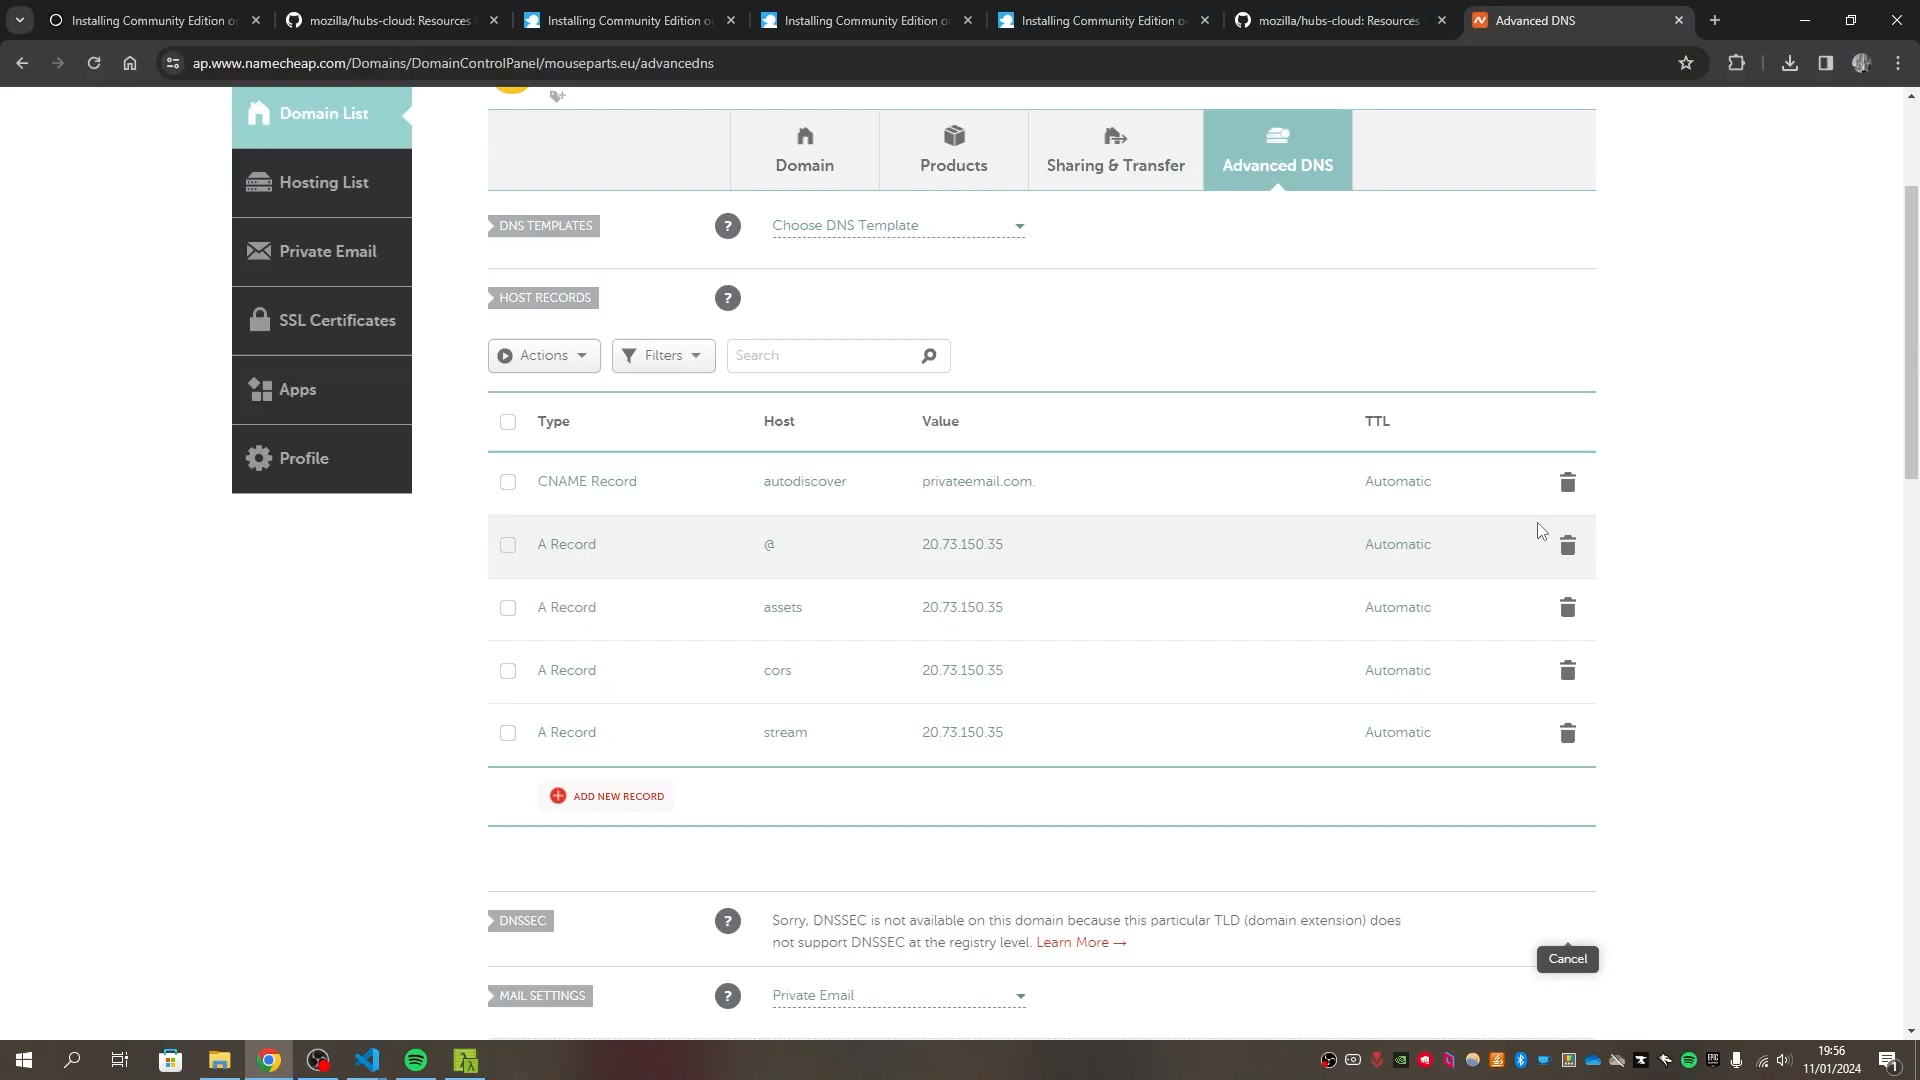 Installing Community Edition o
mozilla/hubs-cloud: Resources
Installing Community Edition o
Installing Community Edition o
Installing Community Edition o
mozilla/hubs-cloud: Resources
Advanced DNS
ap.www.namecheap.com/Domains/DomainControlPanel/mouseparts.eu/advancedns
Domain List
Hosting List
Private Email
SSL Certificates
Apps
Profile
Domain
Products
Sharing & Transfer
Advanced DNS
DNS TEMPLATES
?
Choose DNS Template
HOST RECORDS
?
Actions
Filters
Search
Type Host Value TTL
CNAME Record autodiscover privateemail.com. Automatic
A Record @ 20.73.150.35 Automatic
A Record assets 20.73.150.35 Automatic
A Record cors 20.73.150.35 Automatic
A Record stream 20.73.150.35 Automatic
ADD NEW RECORD
DNSSEC
?
Sorry, DNSSEC is not available on this domain because this particular TLD (domain extension) does
not support DNSSEC at the registry level. Learn More →
Cancel
MAIL SETTINGS
?
Private Email
19:56
11/01/2024
1